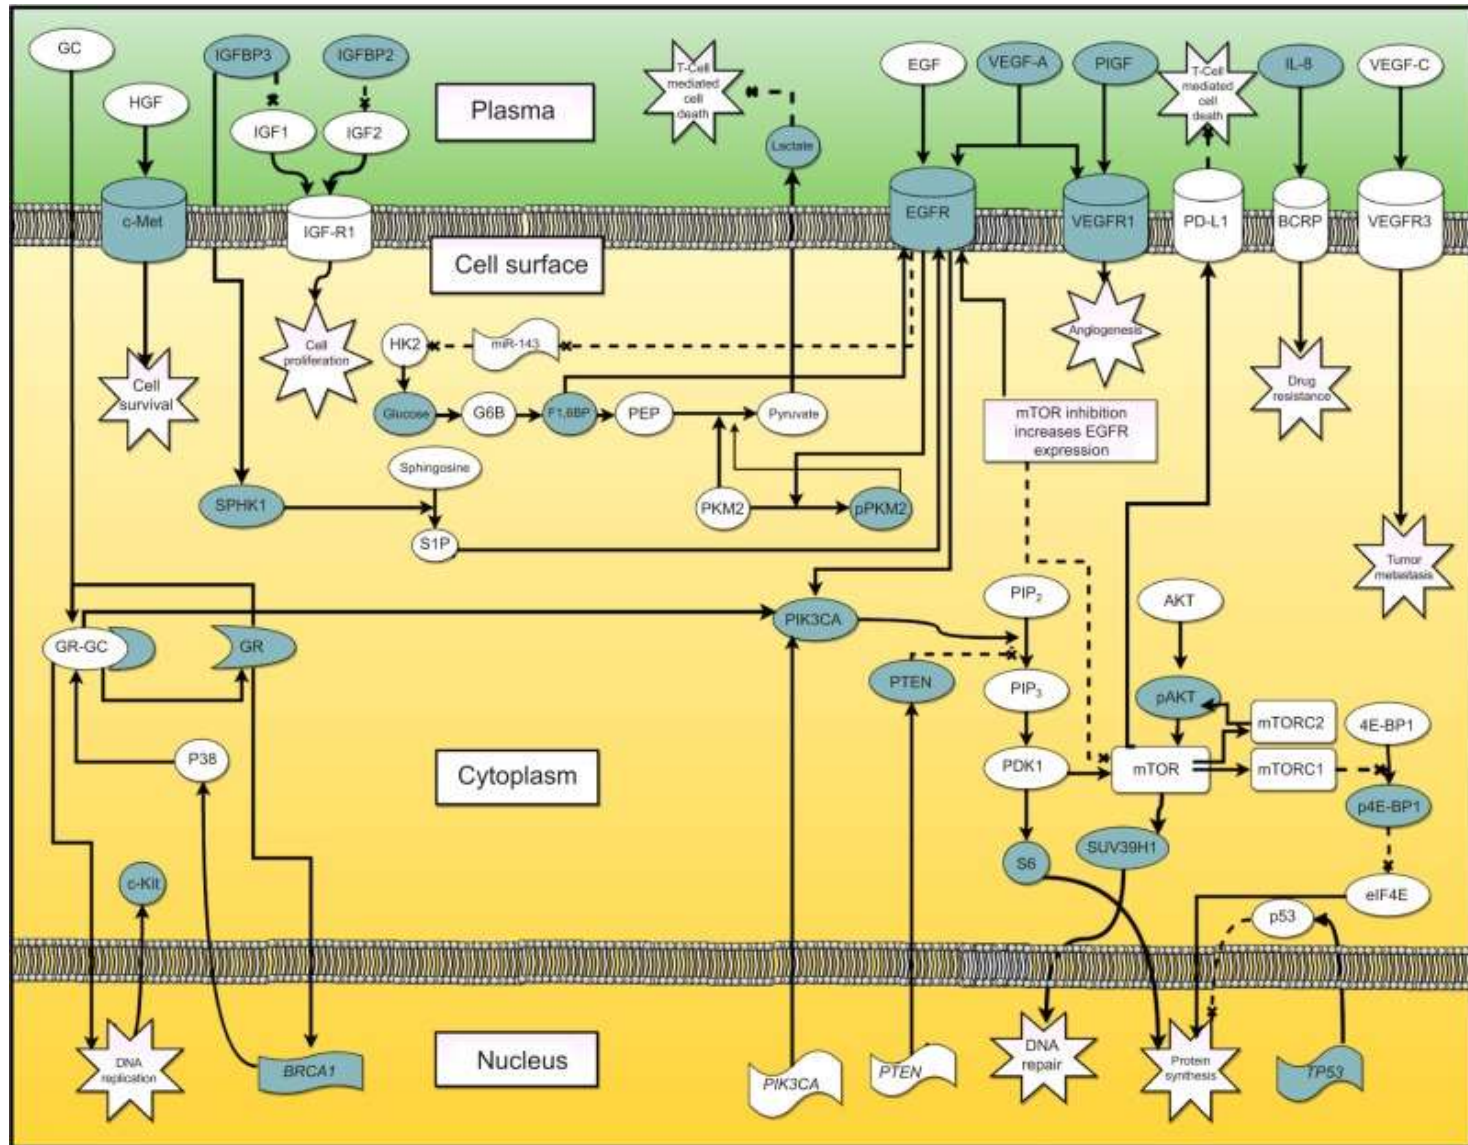 GC
IGFBP3
IGFBP2
T-Cell
mediated
cell
death
EGF
VEGF-A
PIGF
T-Cell
mediated
cell
death
IL-8
VEGF-C
HGF
Plasma
IGF1
IGF2
Lactate
c-Met
IGF-R1
EGFR
VEGFR1
PD-L1
BCRP
VEGFR3
Cell surface
Cell
proliferation
HK2
miR-143
Angiogenesis
Cell
survival
Drug
resistance
Glucose
G6B
F1,6BP
PEP
Pyruvate
mTOR inhibition
increases EGFR
expression
Sphingosine
SPHK1
PKM2
pPKM2
S1P
Tumor
metastasis
PIP2
AKT
PIK3CA
GR-GC
GR
PTEN
PIP3
pAKT
mTORC2
4E-BP1
P38
Cytoplasm
PDK1
mTOR
mTORC1
p4E-BP1
c-Kit
S6
SUV39H1
eIF4E
p53
DNA
replication
BRCA1
Nucleus
PIK3CA
PTEN
DNA
repair
Protein
synthesis
TP53